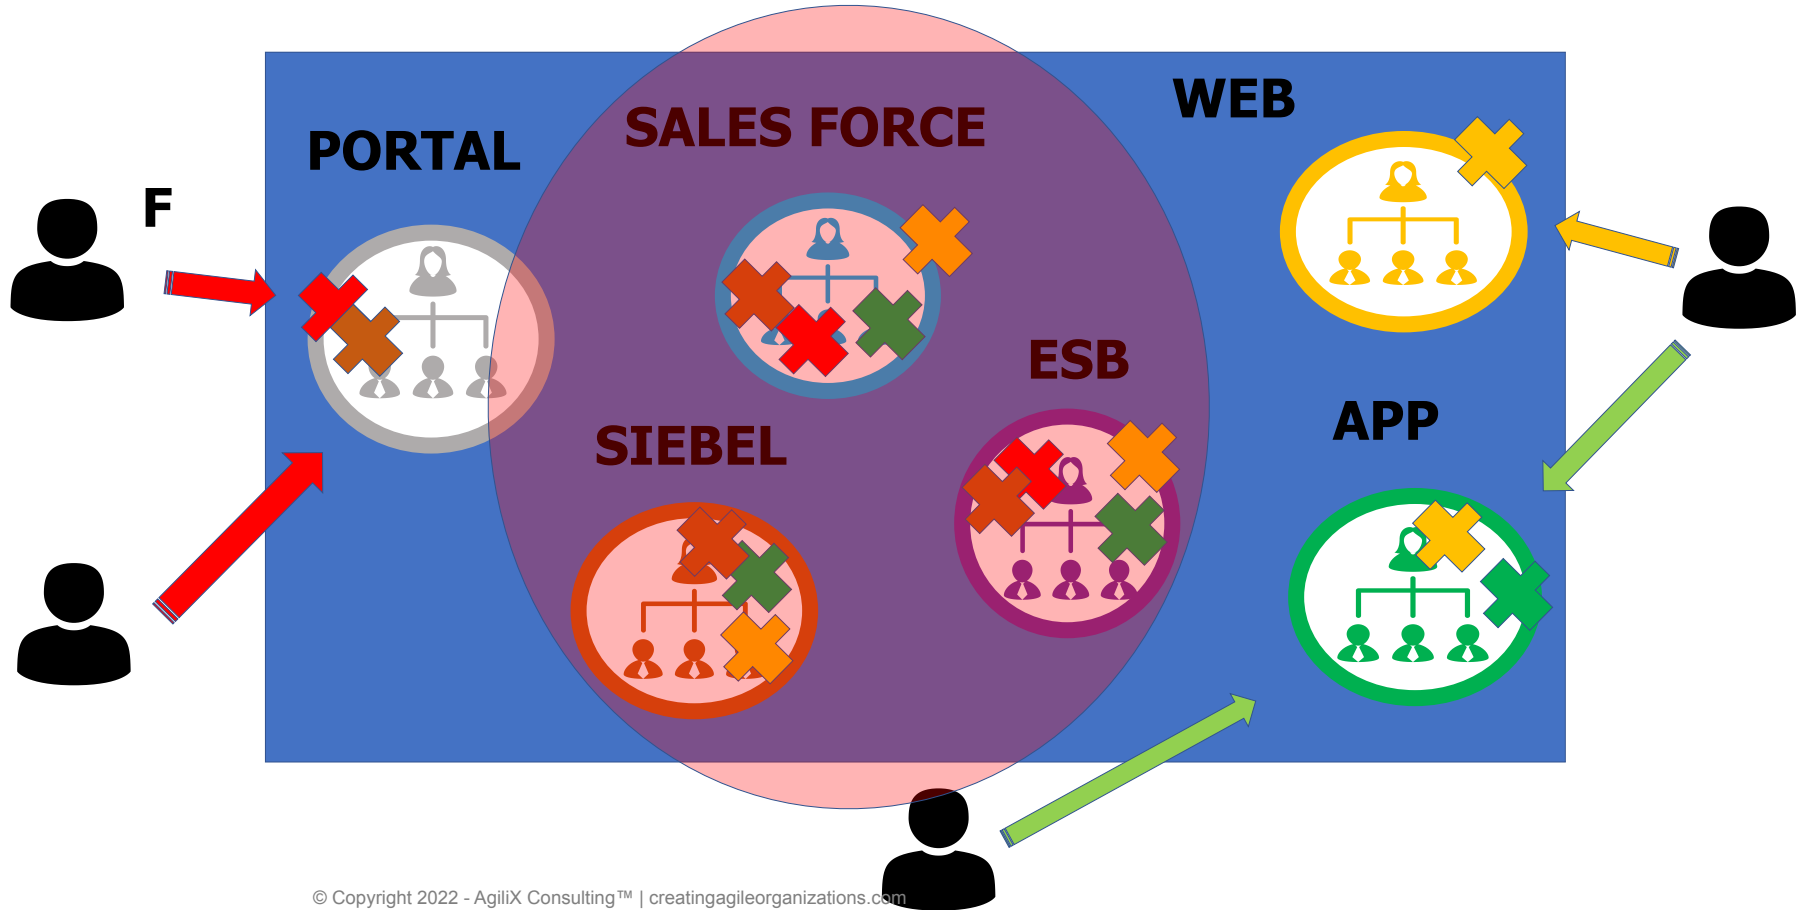 WEB
SALES FORCE
PORTAL
F
ESB
APP
SIEBEL
© Copyright 2022 - AgiliX Consulting™ | creatingagileorganizations.com